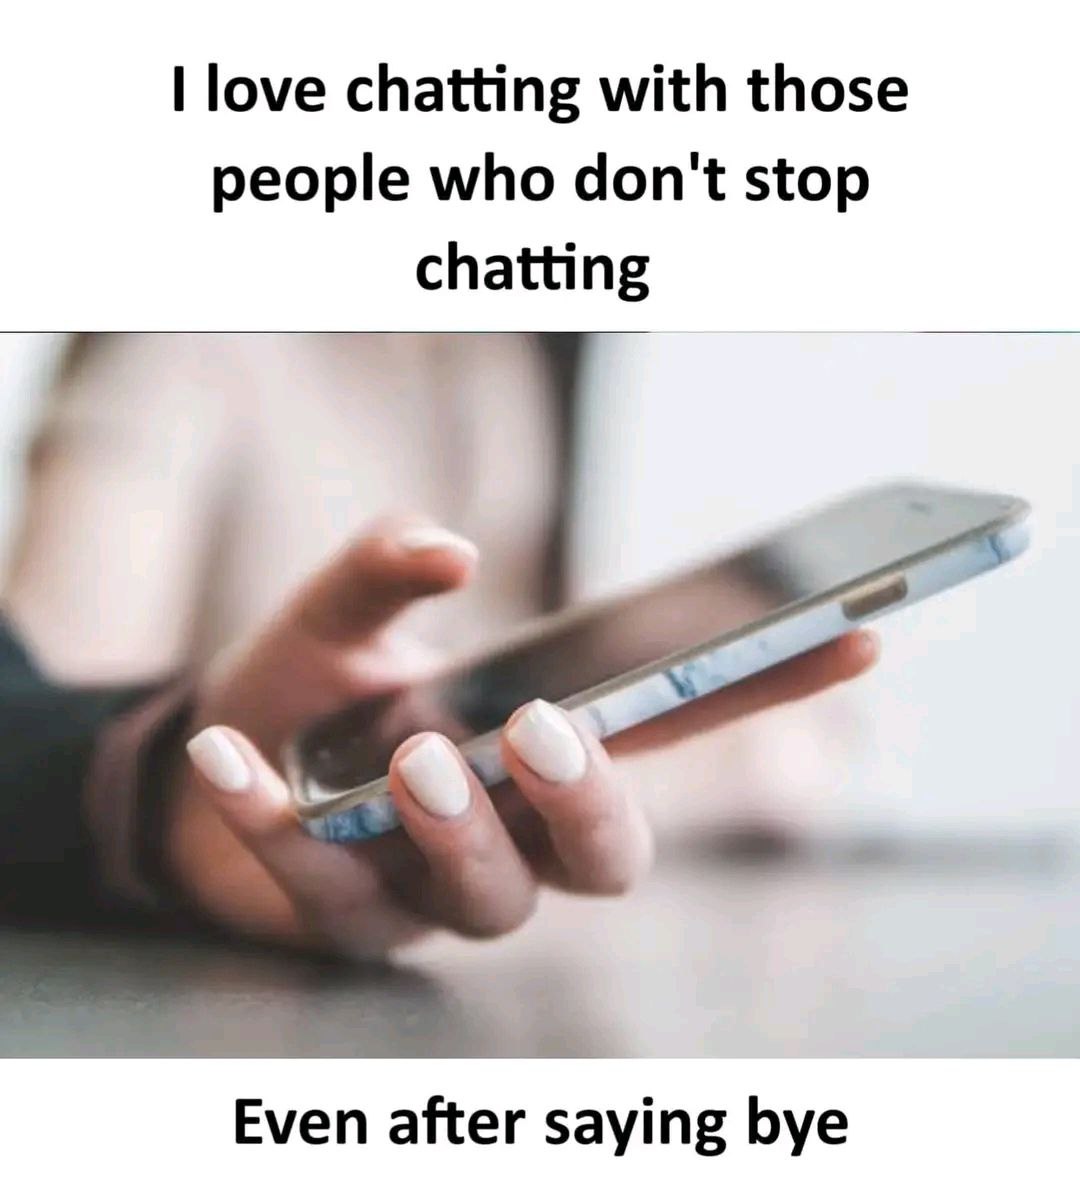 I love chatting with those
people who don't stop
chatting
Even after saying bye